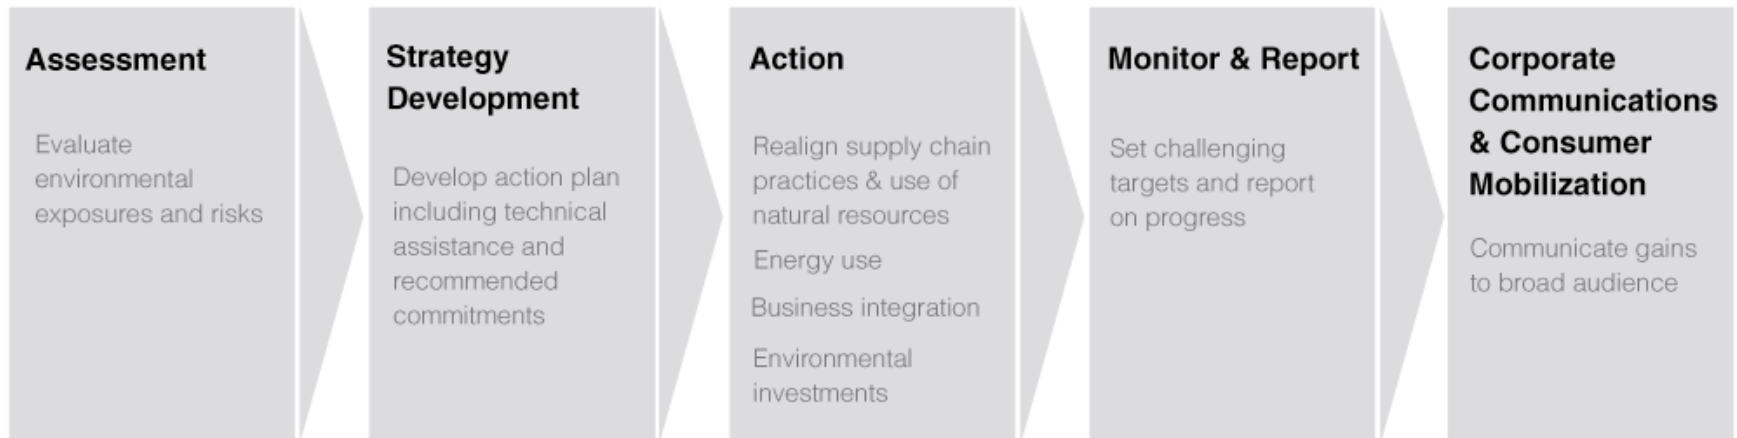 Assessment
Evaluate
environmental
exposures and risks
Strategy
Development
Develop action plan
including technical
assistance and
recommended
commitments
Action
Realign supply chain
practices & use of
natural resources
Energy use
Business integration
Environmental
investments
Monitor & Report
Set challenging
targets and report
on progress
Corporate
Communications
& Consumer
Mobilization
Communicate gains
to broad audience